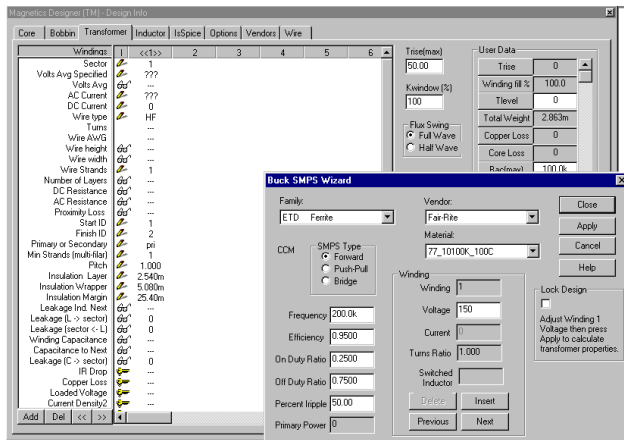 Magnetics Designer (TM) - Design Info
Core Bobbin Transformer Inductor IsSpice Options Vendors Wire
Windings I <<1>> 2 3 4 5 6
Sector 1
Volts Avg Specified ???
Volts Avg ---
AC Current ???
DC Current 0
Wire type HF
Turns ---
Wire AWG ---
Wire height ---
Wire width ---
Wire Strands 1
Number of Layers ---
DC Resistance ---
AC Resistance ---
Proximity Loss ---
Start ID 1
Finish ID 2
Primary or Secondary pri
Min Strands (multi-filar) 1
Pitch 1.000
Insulation Layer 2.540m
Insulation Wrapper 5.080m
Insulation Margin 25.40m
Leakage Ind. Next ---
Leakage (L -> sector) 0
Leakage (sector <- L) 0
Winding Capacitance ---
Capacitance to Next ---
Leakage (C -> sector) 0
IR Drop ---
Copper Loss ---
Loaded Voltage ---
Current Density2 ---
Add Del << >>
Trise(max)
50.00
Kwindow (%)
100
Flux Swing
Full Wave
Half Wave
User Data
Trise 0
Winding fill % 100.0
Tlevel 0
Total Weight 2.863m
Copper Loss 0
Core Loss 0
Rac(max) 100.0k
Buck SMPS Wizard
Family:
ETD Ferrite
Vendor:
Fair-Rite
Material:
77_10100K_100C
Close
Apply
Cancel
Help
CCM
SMPS Type
Forward
Push-Pull
Bridge
Frequency 200.0k
Efficiency 0.9500
On Duty Ratio 0.2500
Off Duty Ratio 0.7500
Percent Iripple 50.00
Primary Power 0
Winding
Winding 1
Voltage 150
Current 0
Turns Ratio 1.000
Switched
Inductor
Delete Insert
Previous Next
Lock Design
Adjust Winding 1
Voltage then press
Apply to calculate
transformer properties.